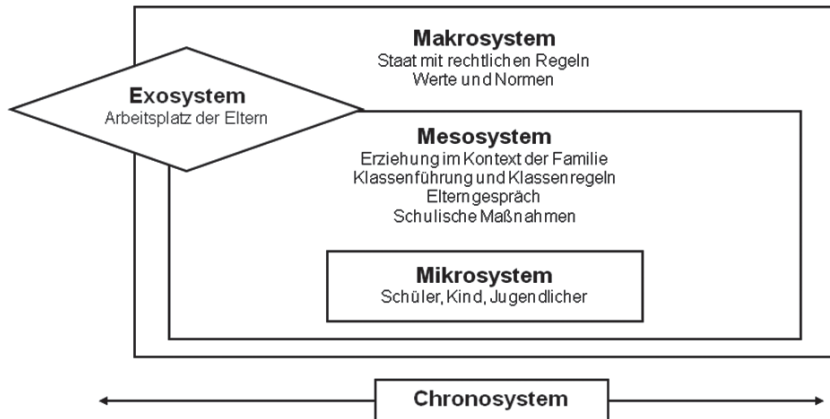 Makrosystem
Staat mit rechtlichen Regeln
Werte und Normen
Exosystem
Arbeitsplatz der Eltern
Mesosystem
Erziehung im Kontext der Familie
Klassenführung und Klassenregeln
Elterngespräch
Schulische Maßnahmen
Mikrosystem
Schüler, Kind, Jugendlicher
Chronosystem